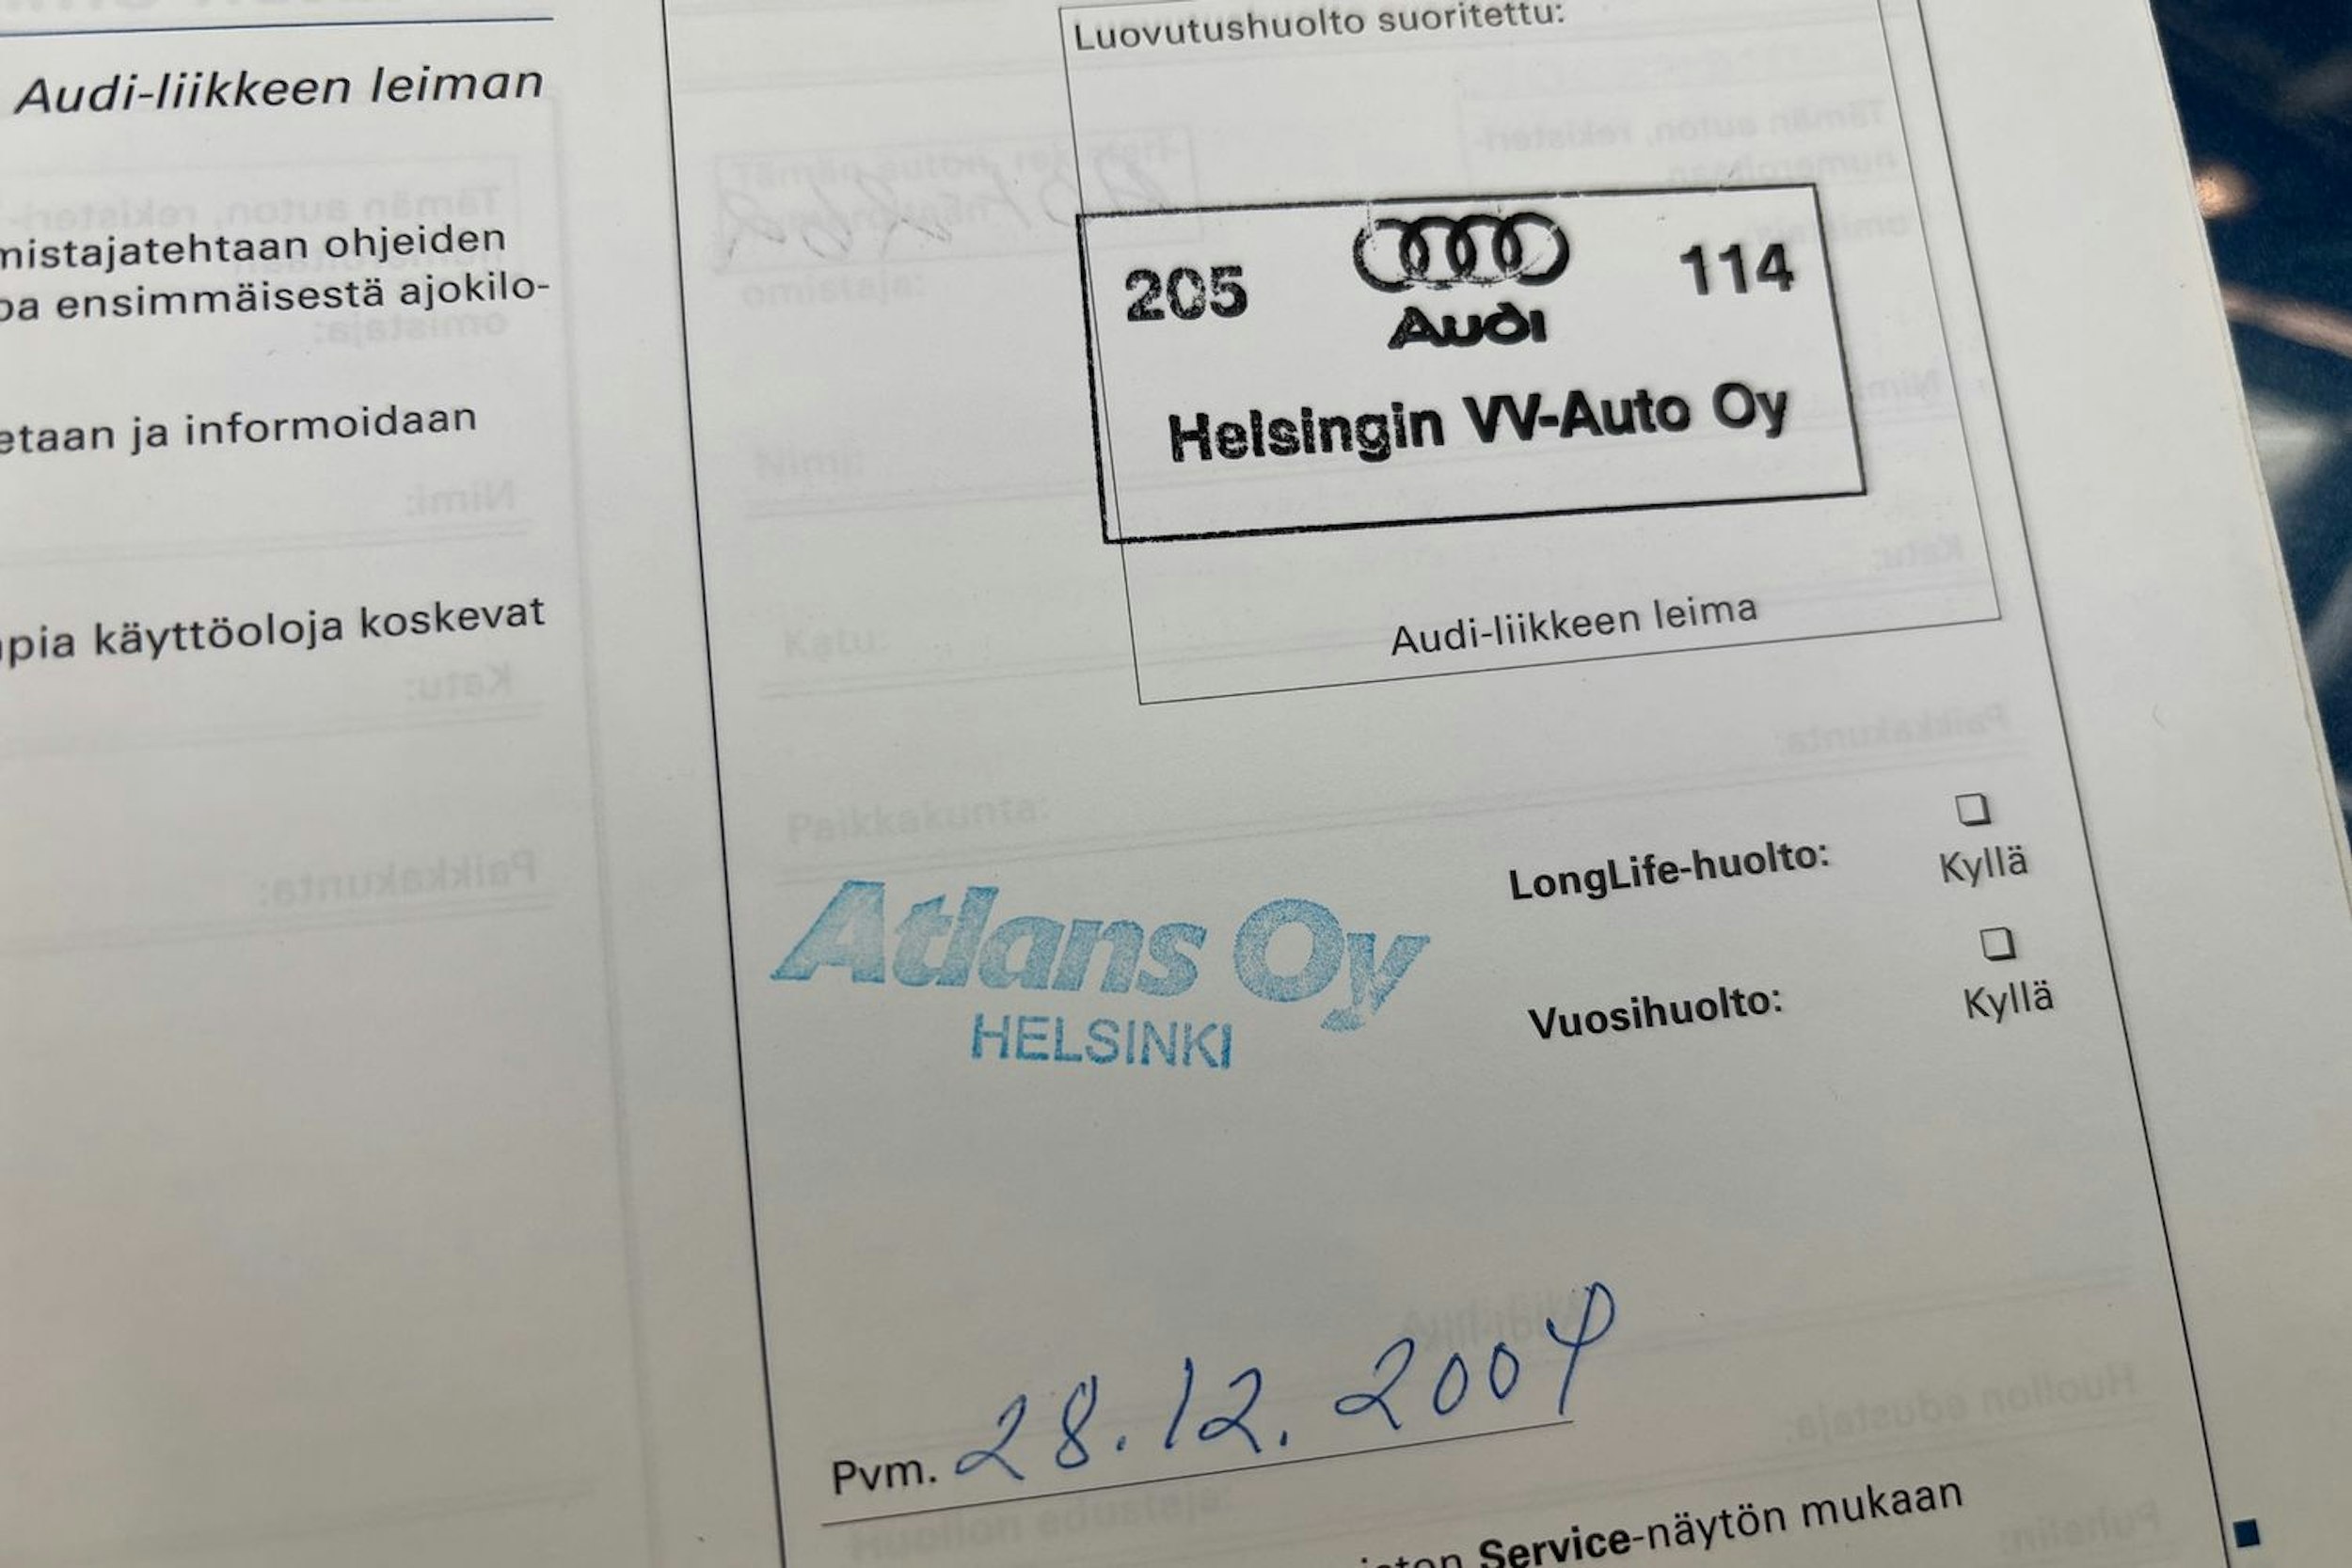 Audi-liikkeen leiman
mistajatehtaan ohjeiden
oa ensimmäisestä ajokilo-
etaan ja informoidaan
pia käyttöoloja koskevat
Luovutushuolto suoritettu:
205 Audi 114
Helsingin VV-Auto Oy
Audi-liikkeen leima
LongLife-huolto:
Kyllä
Vuosihuolto:
Kyllä
Atlans Oy
HELSINKI
Pvm. 28.12.2004
Service-näytön mukaan